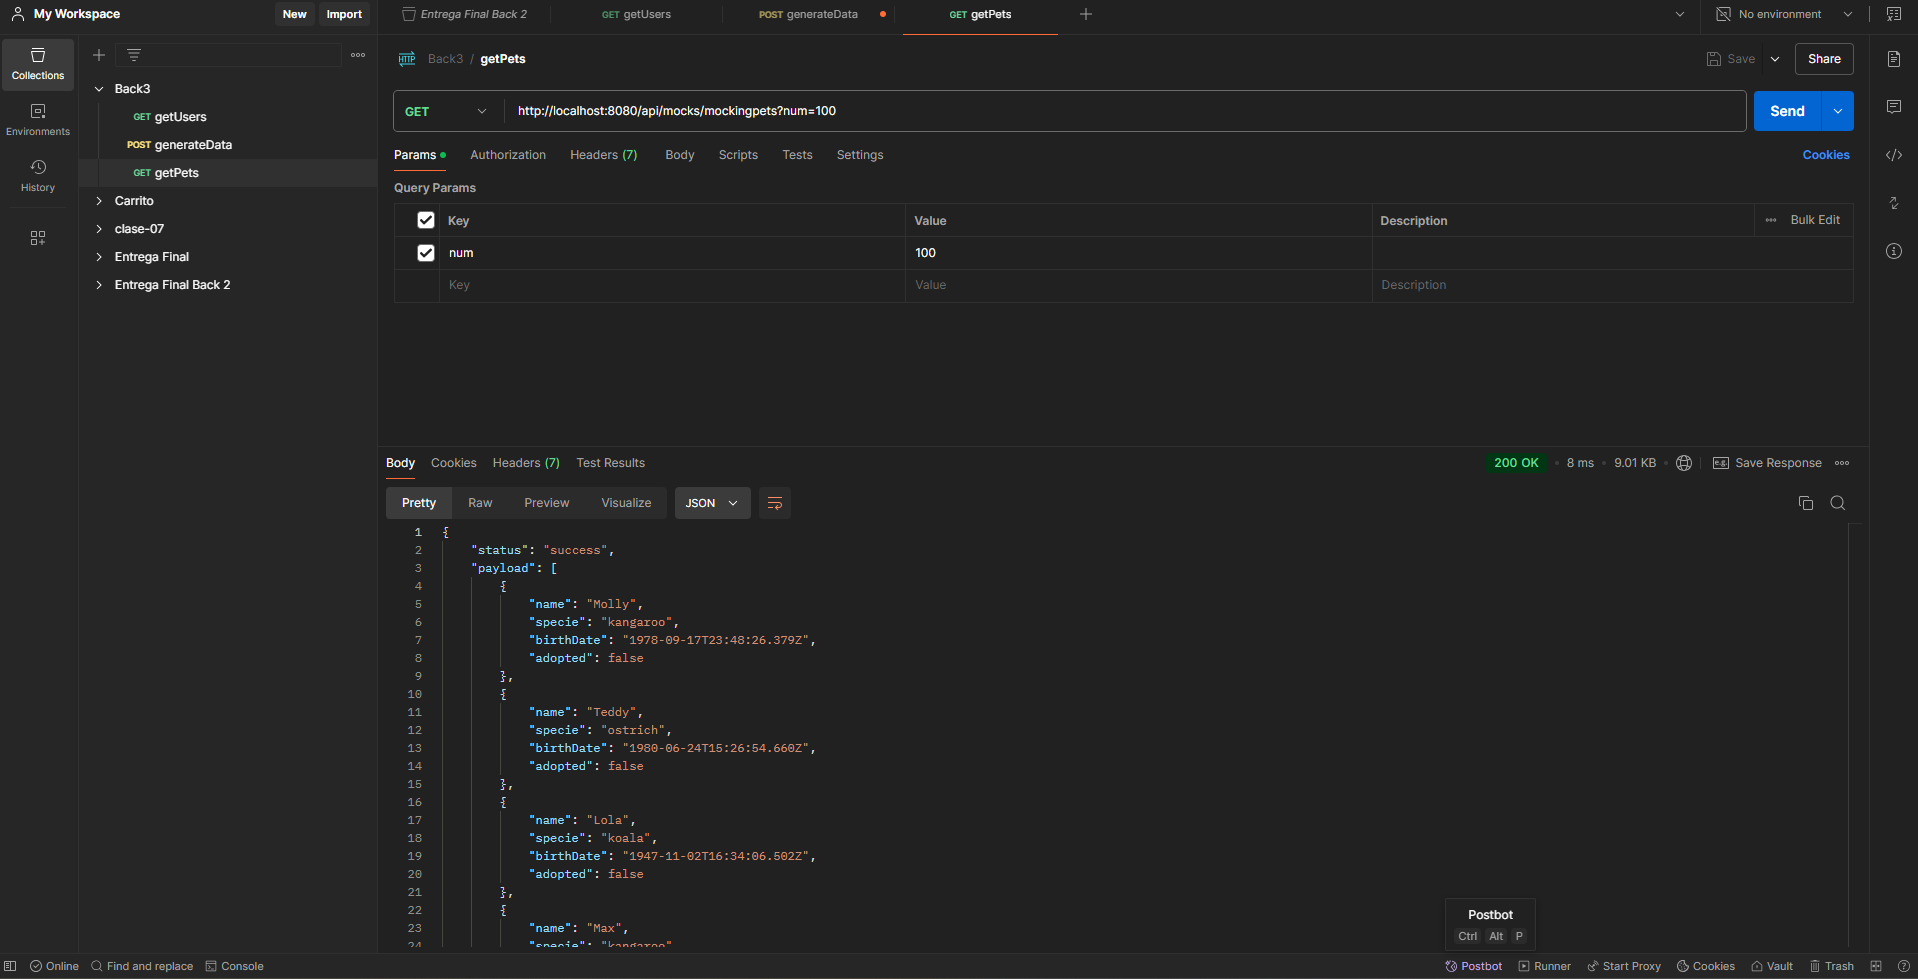 My Workspace
New
Import
Entrega Final Back 2
GET getUsers
POST generateData
GET getPets
No environment
Collections
Environments
History
Back3
GET getUsers
POST generateData
GET getPets
Carrito
clase-07
Entrega Final
Entrega Final Back 2
HTTP Back3 / getPets
Save
Share
GET
http://localhost:8080/api/mocks/mockingpets?num=100
Send
Params
Authorization
Headers (7)
Body
Scripts
Tests
Settings
Cookies
Query Params
Key
Value
Description
Bulk Edit
num
100
Key
Value
Description
Body
Cookies
Headers (7)
Test Results
200 OK
8 ms
9.01 KB
e.g. Save Response
Pretty
Raw
Preview
Visualize
JSON
1 {
2 "status": "success",
3 "payload": [
4 {
5 "name": "Molly",
6 "specie": "kangaroo",
7 "birthDate": "1978-09-17T23:48:26.379Z",
8 "adopted": false
9 },
10 {
11 "name": "Teddy",
12 "specie": "ostrich",
13 "birthDate": "1980-06-24T15:26:54.660Z",
14 "adopted": false
15 },
16 {
17 "name": "Lola",
18 "specie": "koala",
19 "birthDate": "1947-11-02T16:34:06.502Z",
20 "adopted": false
21 },
22 {
23 "name": "Max",
24 "specie": "kangaroo"
Postbot
Ctrl Alt P
Online
Find and replace
Console
Postbot
Runner
Start Proxy
Cookies
Vault
Trash